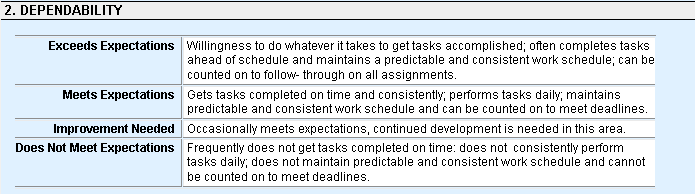 2. DEPENDABILITY
Exceeds Expectations Willingness to do whatever it takes to get tasks accomplished; often completes tasks
ahead of schedule and maintains a predictable and consistent work schedule; can be
counted on to follow- through on all assignments.
Meets Expectations Gets tasks completed on time and consistently; performs tasks daily; maintains
predictable and consistent work schedule and can be counted on to meet deadlines.
Improvement Needed Occasionally meets expectations, continued development is needed in this area.
Does Not Meet Expectations Frequently does not get tasks completed on time: does not consistently perform
tasks daily; does not maintain predictable and consistent work schedule and cannot
be counted on to meet deadlines.